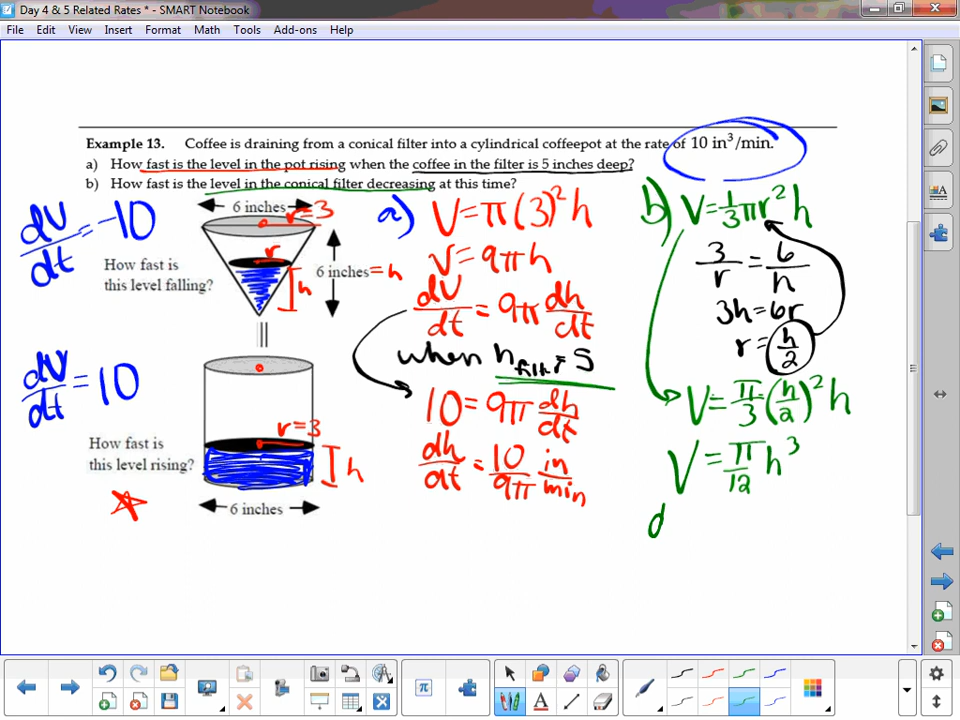 Day 4 & 5 Related Rates * - SMART Notebook
File Edit View Insert Format Math Tools Add-ons Help
Example 13. Coffee is draining from a conical filter into a cylindrical coffeepot at the rate of 10 in³/min.
a) How fast is the level in the pot rising when the coffee in the filter is 5 inches deep?
b) How fast is the level in the conical filter decreasing at this time?
dV/dt = -10
6 inches
r=3
r
How fast is
this level falling?
h
6 inches = h
dV/dt = 10
r=3
How fast is
this level rising?
h
6 inches
a)
V = π(3)²h
V = 9πh
dV/dt = 9π dh/dt
when h filter = 5
10 = 9π dh/dt
dh/dt = 10/9π in/min
b) V = 1/3 πr²h
3/r = 6/h
3h = 6r
r = h/2
V = π/3 (h/2)² h
V = π/12 h³
d
π
A